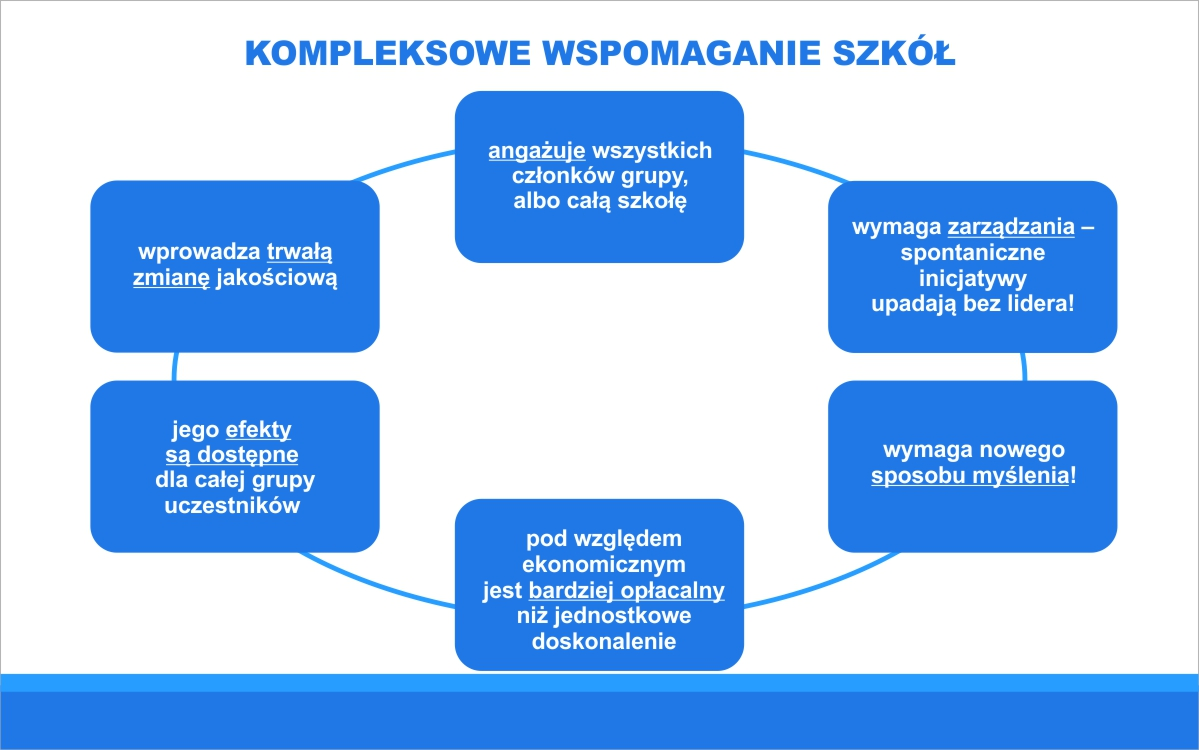 KOMPLEKSOWE WSPOMAGANIE SZKÓŁ
angażuje wszystkich
członków grupy,
albo całą szkołę
wymaga zarządzania –
spontaniczne
inicjatywy
upadają bez lidera!
wymaga nowego
sposobu myślenia!
pod względem
ekonomicznym
jest bardziej opłacalny
niż jednostkowe
doskonalenie
jego efekty
są dostępne
dla całej grupy
uczestników
wprowadza trwałą
zmianę jakościową